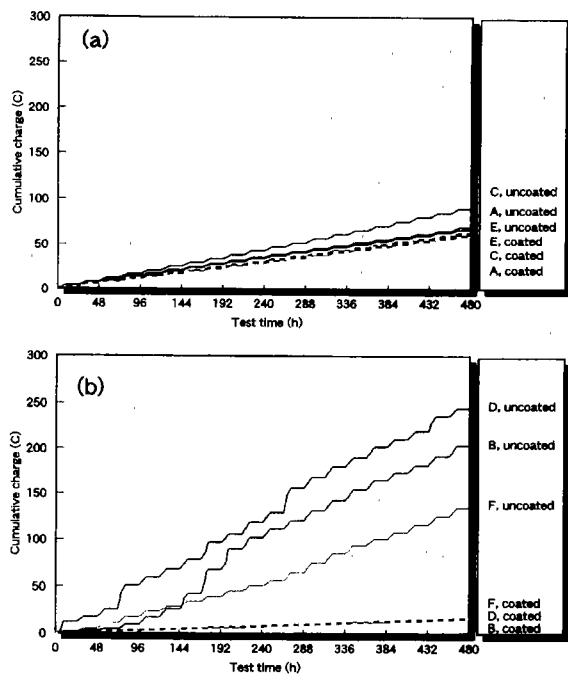 (a)
Cumulative charge (C)
300
250
200
150
100
50
0
0 48 96 144 192 240 288 336 384 432 480
Test time (h)
C, uncoated
A, uncoated
E, uncoated
E, coated
C, coated
A, coated
(b)
Cumulative charge (C)
300
250
200
150
100
50
0
0 48 96 144 192 240 288 336 384 432 480
Test time (h)
D, uncoated
B, uncoated
F, uncoated
F, coated
D, coated
B, coated